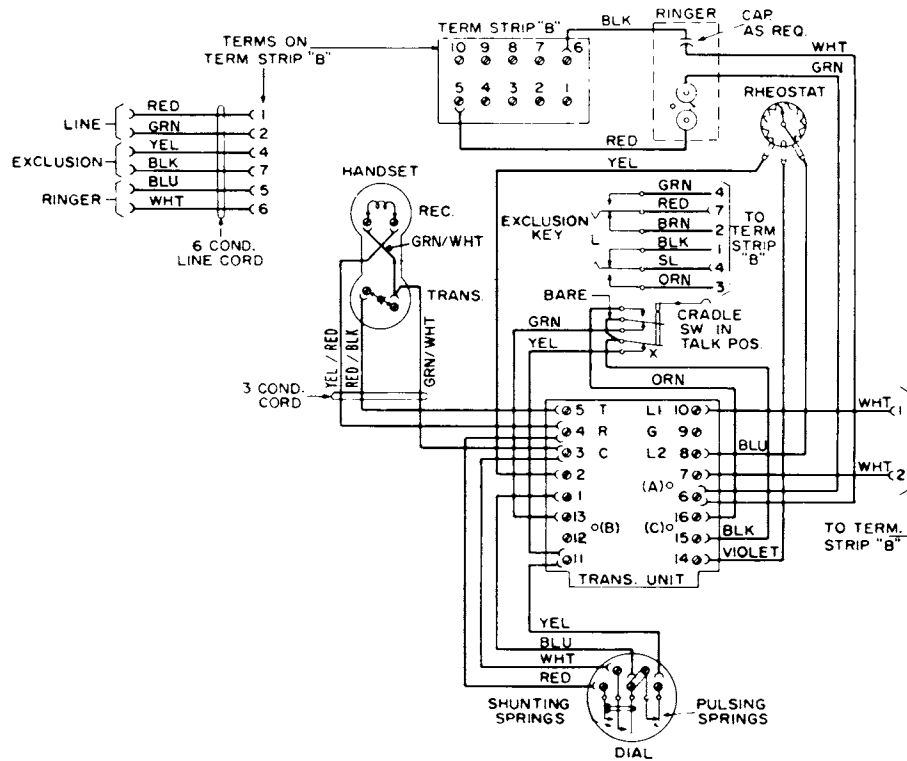 TERM STRIP "B"
10 9 8 7 6
5 4 3 2 1
BLK
RINGER
CAP.
AS REQ.
WHT
GRN
RHEOSTAT
TERMS ON
TERM STRIP "B"
LINE
RED 1
GRN 2
EXCLUSION
YEL 4
BLK 7
RINGER
BLU 5
WHT 6
6 COND.
LINE CORD
RED
YEL
HANDSET
REC.
GRN/WHT
TRANS.
EXCLUSION
KEY
L
GRN 4
RED 7
BRN 2
BLK 1
SL 4
ORN 3
TO
TERM
STRIP
"B"
BARE
GRN
YEL
X
CRADLE
SW IN
TALK POS.
ORN
YEL/RED
RED/BLK
GRN/WHT
3 COND.
CORD
5 T L1 10
4 R G 9
3 C L2 8
2 7
1 (A) 6
13 (B) (C) 16
12 15
11 14
TRANS. UNIT
BLU
BLK
VIOLET
WHT 1
WHT 2
TO TERM.
STRIP "B"
YEL
BLU
WHT
RED
SHUNTING
SPRINGS
PULSING
SPRINGS
DIAL